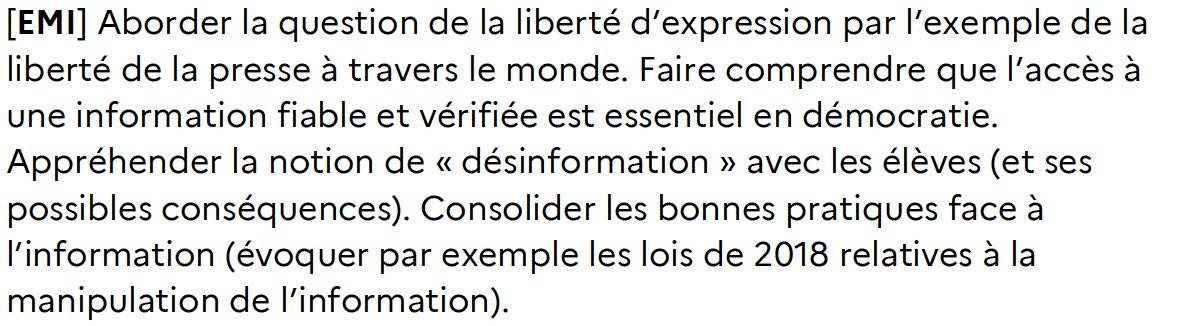 [EMI] Aborder la question de la liberté d’expression par l’exemple de la
liberté de la presse à travers le monde. Faire comprendre que l’accès à
une information fiable et vérifiée est essentiel en démocratie.
Appréhender la notion de « désinformation » avec les élèves (et ses
possibles conséquences). Consolider les bonnes pratiques face à
l’information (évoquer par exemple les lois de 2018 relatives à la
manipulation de l’information).